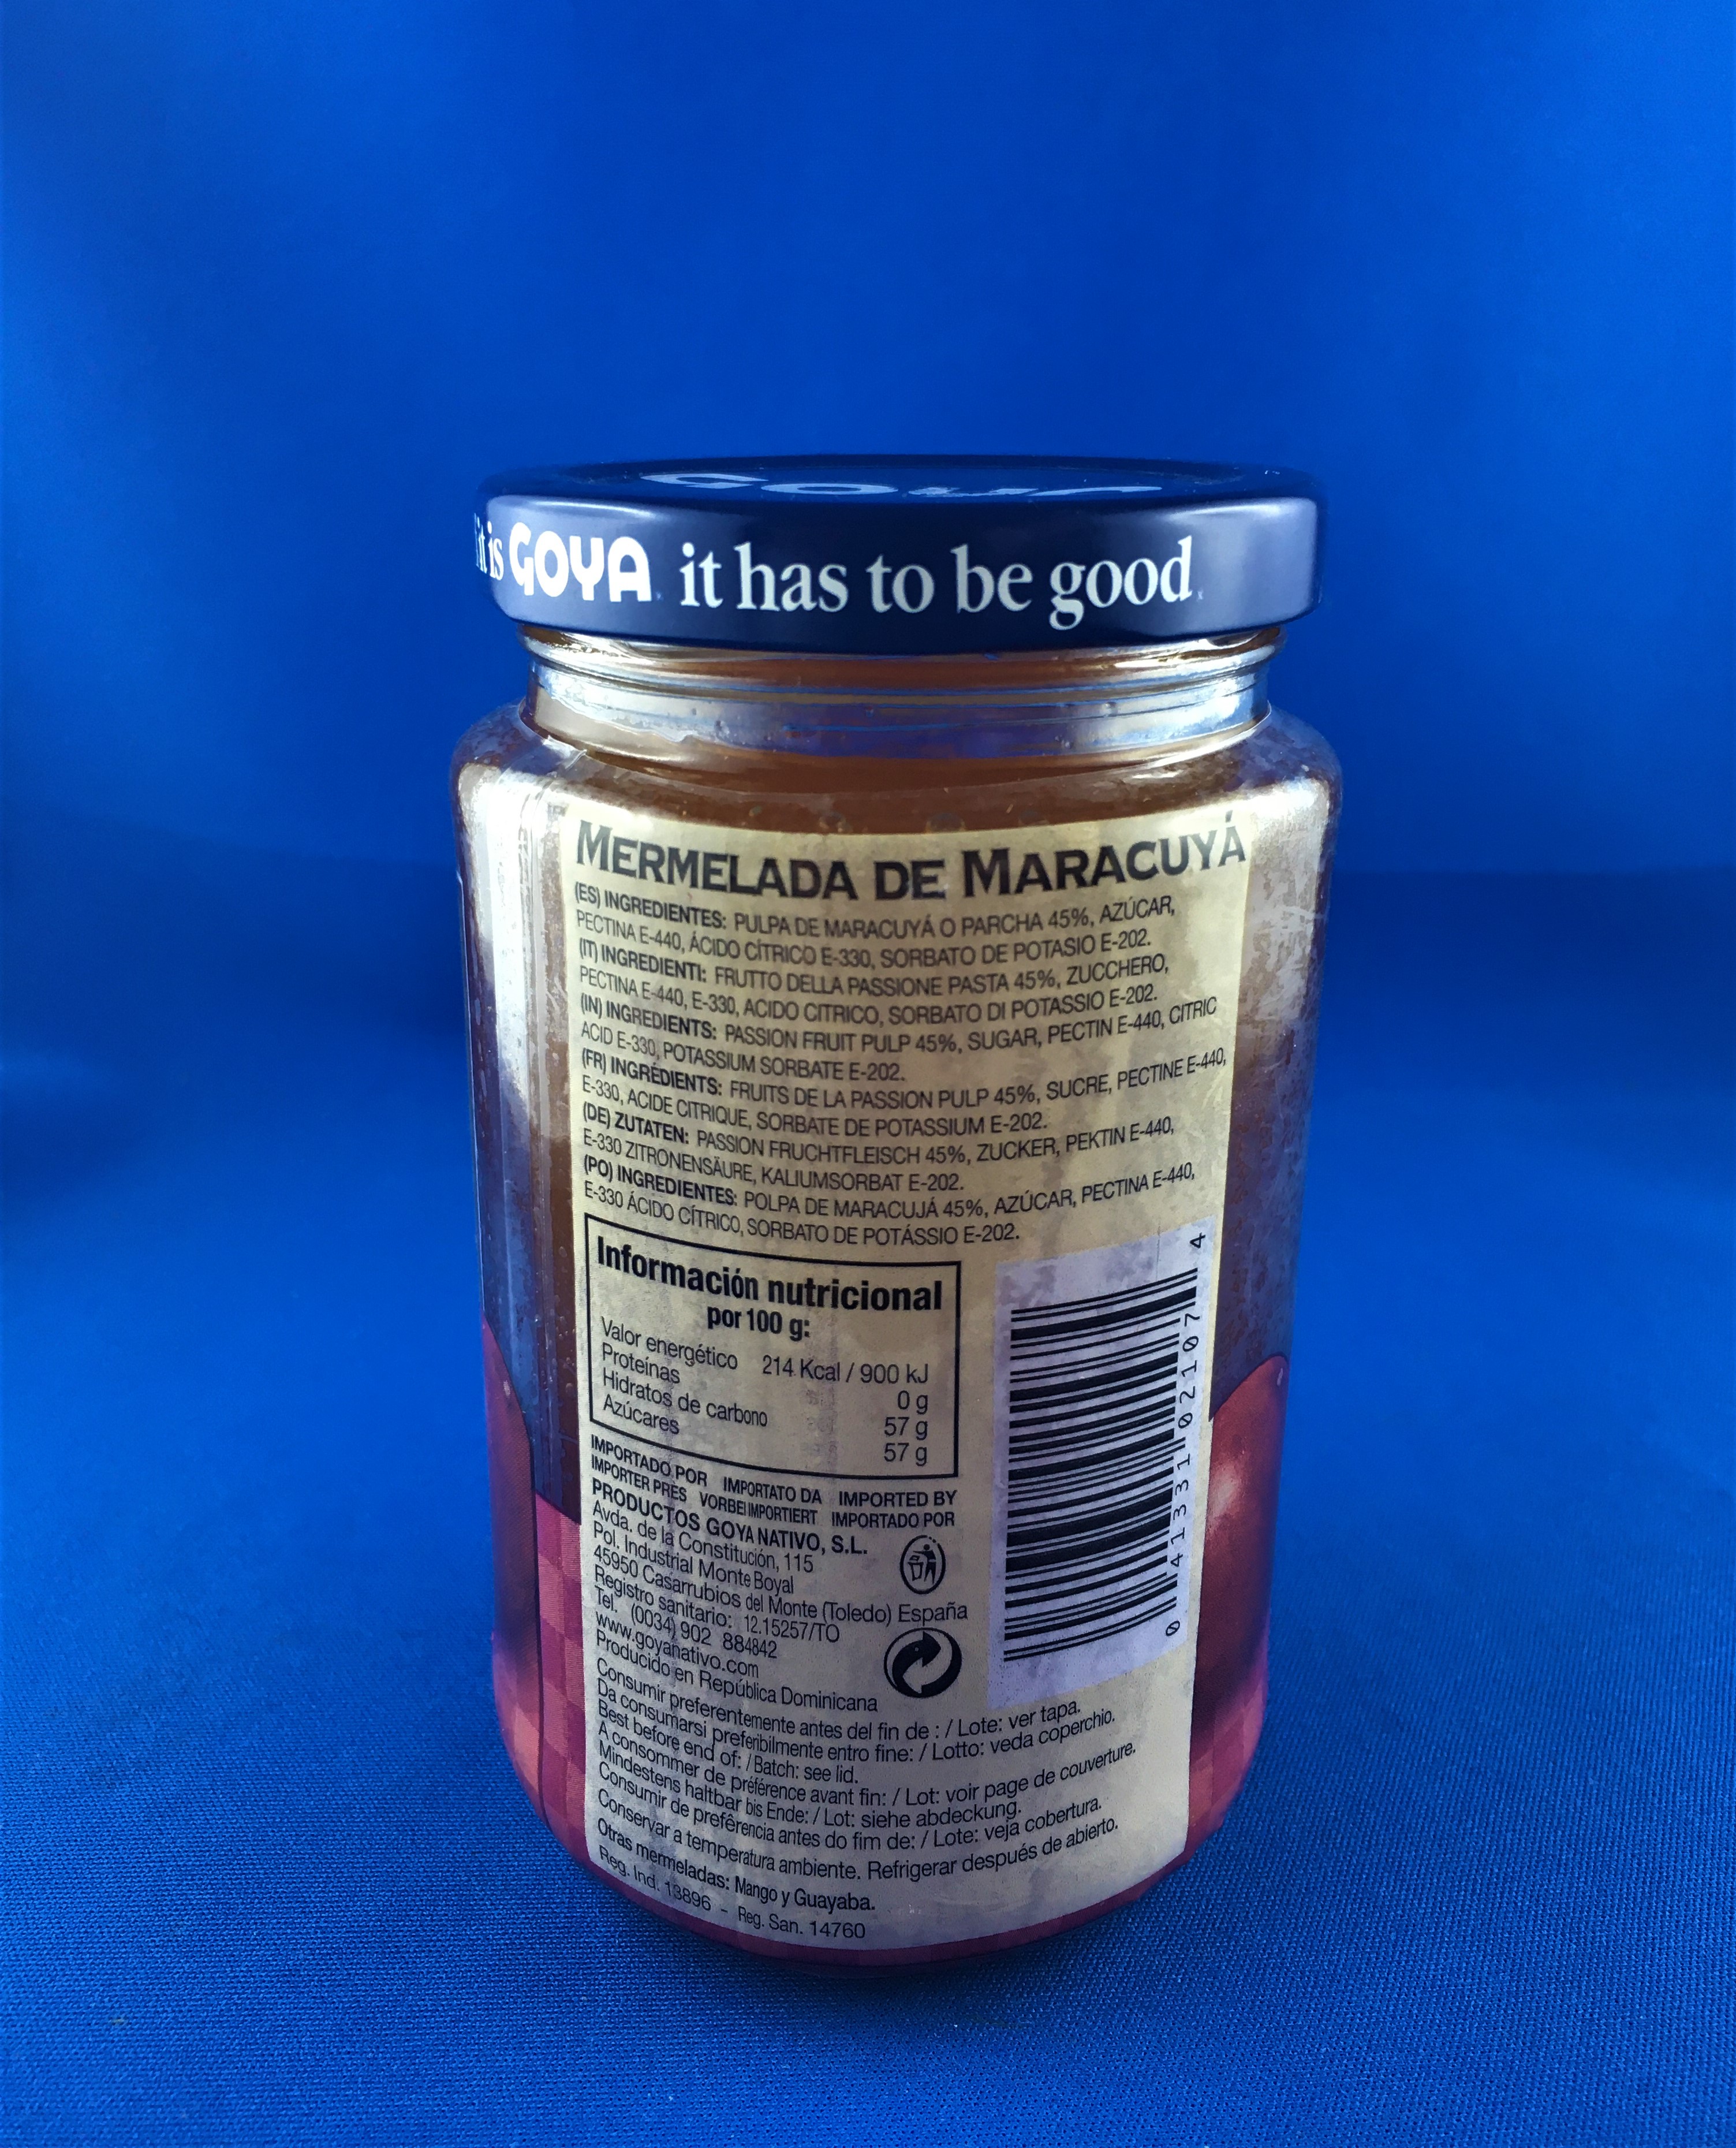 it is GOYA it has to be good
MERMELADA DE MARACUYÁ
(ES) INGREDIENTES: PULPA DE MARACUYÁ O PARCHA 45%, AZÚCAR,
PECTINA E-440, ÁCIDO CÍTRICO E-330, SORBATO DE POTASIO E-202.
(IT) INGREDIENTI: FRUTTO DELLA PASSIONE PASTA 45%, ZUCCHERO,
PECTINA E-440, E-330, ACIDO CITRICO, SORBATO DI POTASSIO E-202.
(IN) INGREDIENTS: PASSION FRUIT PULP 45%, SUGAR, PECTIN E-440, CITRIC
ACID E-330, POTASSIUM SORBATE E-202.
(FR) INGRÉDIENTS: FRUITS DE LA PASSION PULP 45%, SUCRE, PECTINE E-440,
E-330, ACIDE CITRIQUE, SORBATE DE POTASSIUM E-202.
(DE) ZUTATEN: PASSION FRUCHTFLEISCH 45%, ZUCKER, PEKTIN E-440,
E-330 ZITRONENSÄURE, KALIUMSORBAT E-202.
(PO) INGREDIENTES: POLPA DE MARACUJÁ 45%, AZÚCAR, PECTINA E-440,
E-330 ÁCIDO CÍTRICO, SORBATO DE POTÁSSIO E-202.
Información nutricional
por 100 g:
Valor energético 214 Kcal / 900 kJ
Proteínas 0 g
Hidratos de carbono 57 g
Azúcares 57 g
IMPORTADO POR IMPORTATO DA IMPORTED BY
IMPORTER PRÈS VORBEI IMPORTIERT IMPORTADO POR
PRODUCTOS GOYA NATIVO, S.L.
Avda. de la Constitución, 115
Pol. Industrial Monte Boyal
45950 Casarrubios del Monte (Toledo) España
Registro sanitario: 12.15257/TO
Tel. (0034) 902 884842
www.goyanativo.com
Producido en República Dominicana
0 41331 02107 4
Consumir preferentemente antes del fin de : / Lote: ver tapa.
Da consumarsi preferibilmente entro fine: / Lotto: veda coperchio.
Best before end of: / Batch: see lid.
A consommer de préférence avant fin: / Lot: voir page de couverture.
Mindestens haltbar bis Ende: / Lot: siehe abdeckung.
Consumir de prefêrencia antes do fim de: / Lote: veja cobertura.
Conservar a temperatura ambiente. Refrigerar después de abierto.
Otras mermeladas: Mango y Guayaba.
Reg. Ind. 13896 - Reg. San. 14760